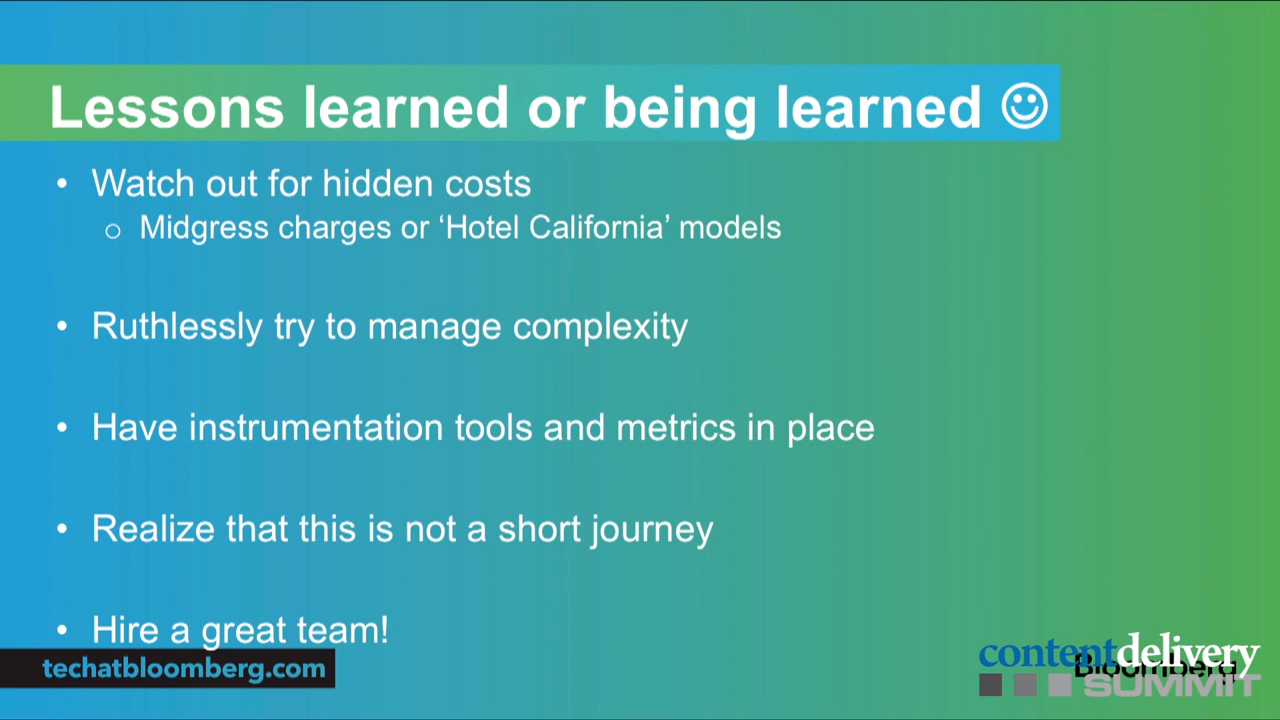 Lessons learned or being learned ☺
• Watch out for hidden costs
o Midgress charges or ‘Hotel California’ models
• Ruthlessly try to manage complexity
• Have instrumentation tools and metrics in place
• Realize that this is not a short journey
• Hire a great team!
techatbloomberg.com
contentdelivery
Bloomberg
SUMMIT